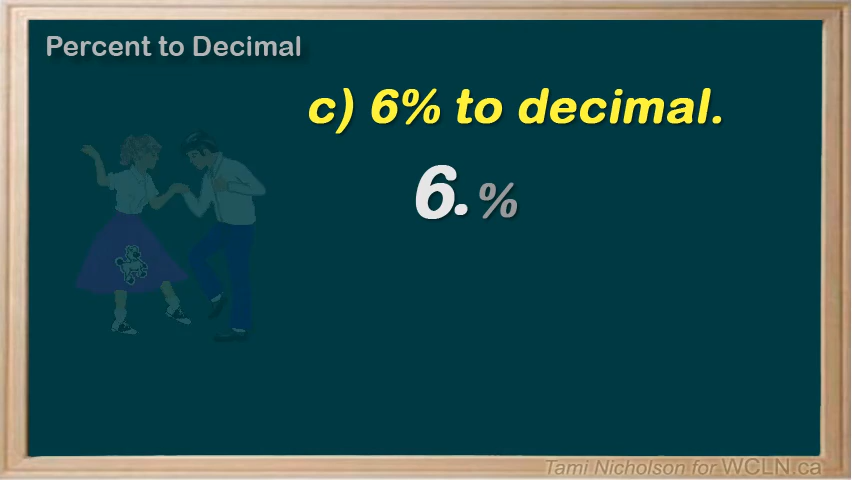 Percent to Decimal
c) 6% to decimal.
6. %
Tami Nicholson for WCLN.ca